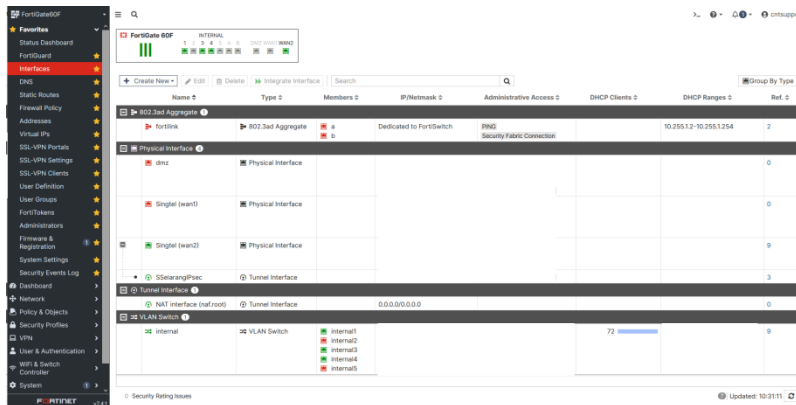 FortiGate60F
cntsuppo
Favorites
Status Dashboard
FortiGuard
Interfaces
DNS
Static Routes
Firewall Policy
Addresses
Virtual IPs
SSL-VPN Portals
SSL-VPN Settings
SSL-VPN Clients
User Definition
User Groups
FortiTokens
Administrators
Firmware &
Registration 1
System Settings
Security Events Log
Dashboard
Network
Policy & Objects
Security Profiles
VPN
User & Authentication
WiFi & Switch
Controller
System 1
FORTINET
FortiGate 60F
INTERNAL
1 2 3 4 5 A B DMZ WAN1 WAN2
Create New Edit Delete Integrate Interface Search Group By Type
Name Type Members IP/Netmask Administrative Access DHCP Clients DHCP Ranges Ref.
802.3ad Aggregate 1
fortilink 802.3ad Aggregate a Dedicated to FortiSwitch PING 10.255.1.2-10.255.1.254 2
b Security Fabric Connection
Physical Interface 4
dmz Physical Interface 0
Singtel (wan1) Physical Interface 0
Singtel (wan2) Physical Interface 9
SSelarangIPsec Tunnel Interface 3
Tunnel Interface 1
NAT interface (naf.root) Tunnel Interface 0.0.0.0/0.0.0.0 0
VLAN Switch 1
internal VLAN Switch internal1 72 9
internal2
internal3
internal4
internal5
0 Security Rating Issues
Updated: 10:31:11